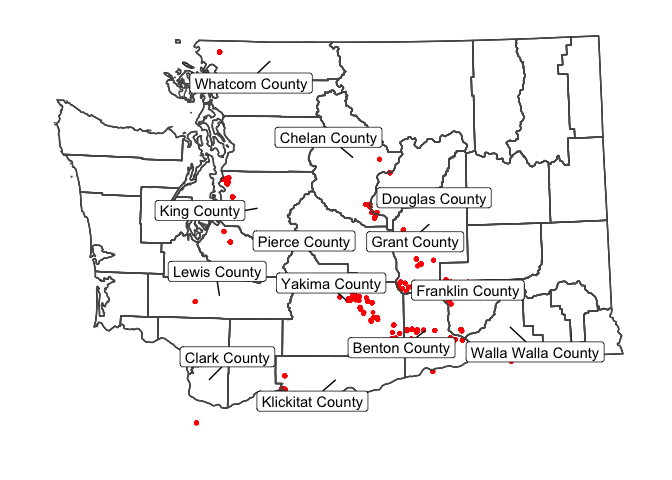 Whatcom County
Chelan County
Douglas County
King County
Pierce County
Grant County
Lewis County
Yakima County
Franklin County
Benton County
Walla Walla County
Clark County
Klickitat County